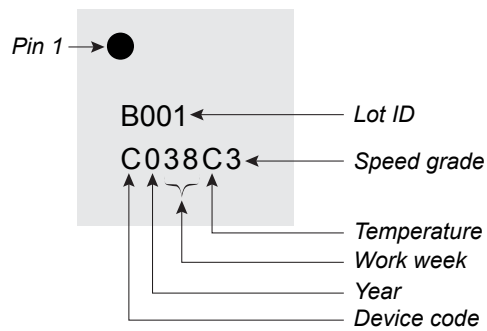 Pin 1
B001
Lot ID
C038C3
Speed grade
Temperature
Work week
Year
Device code